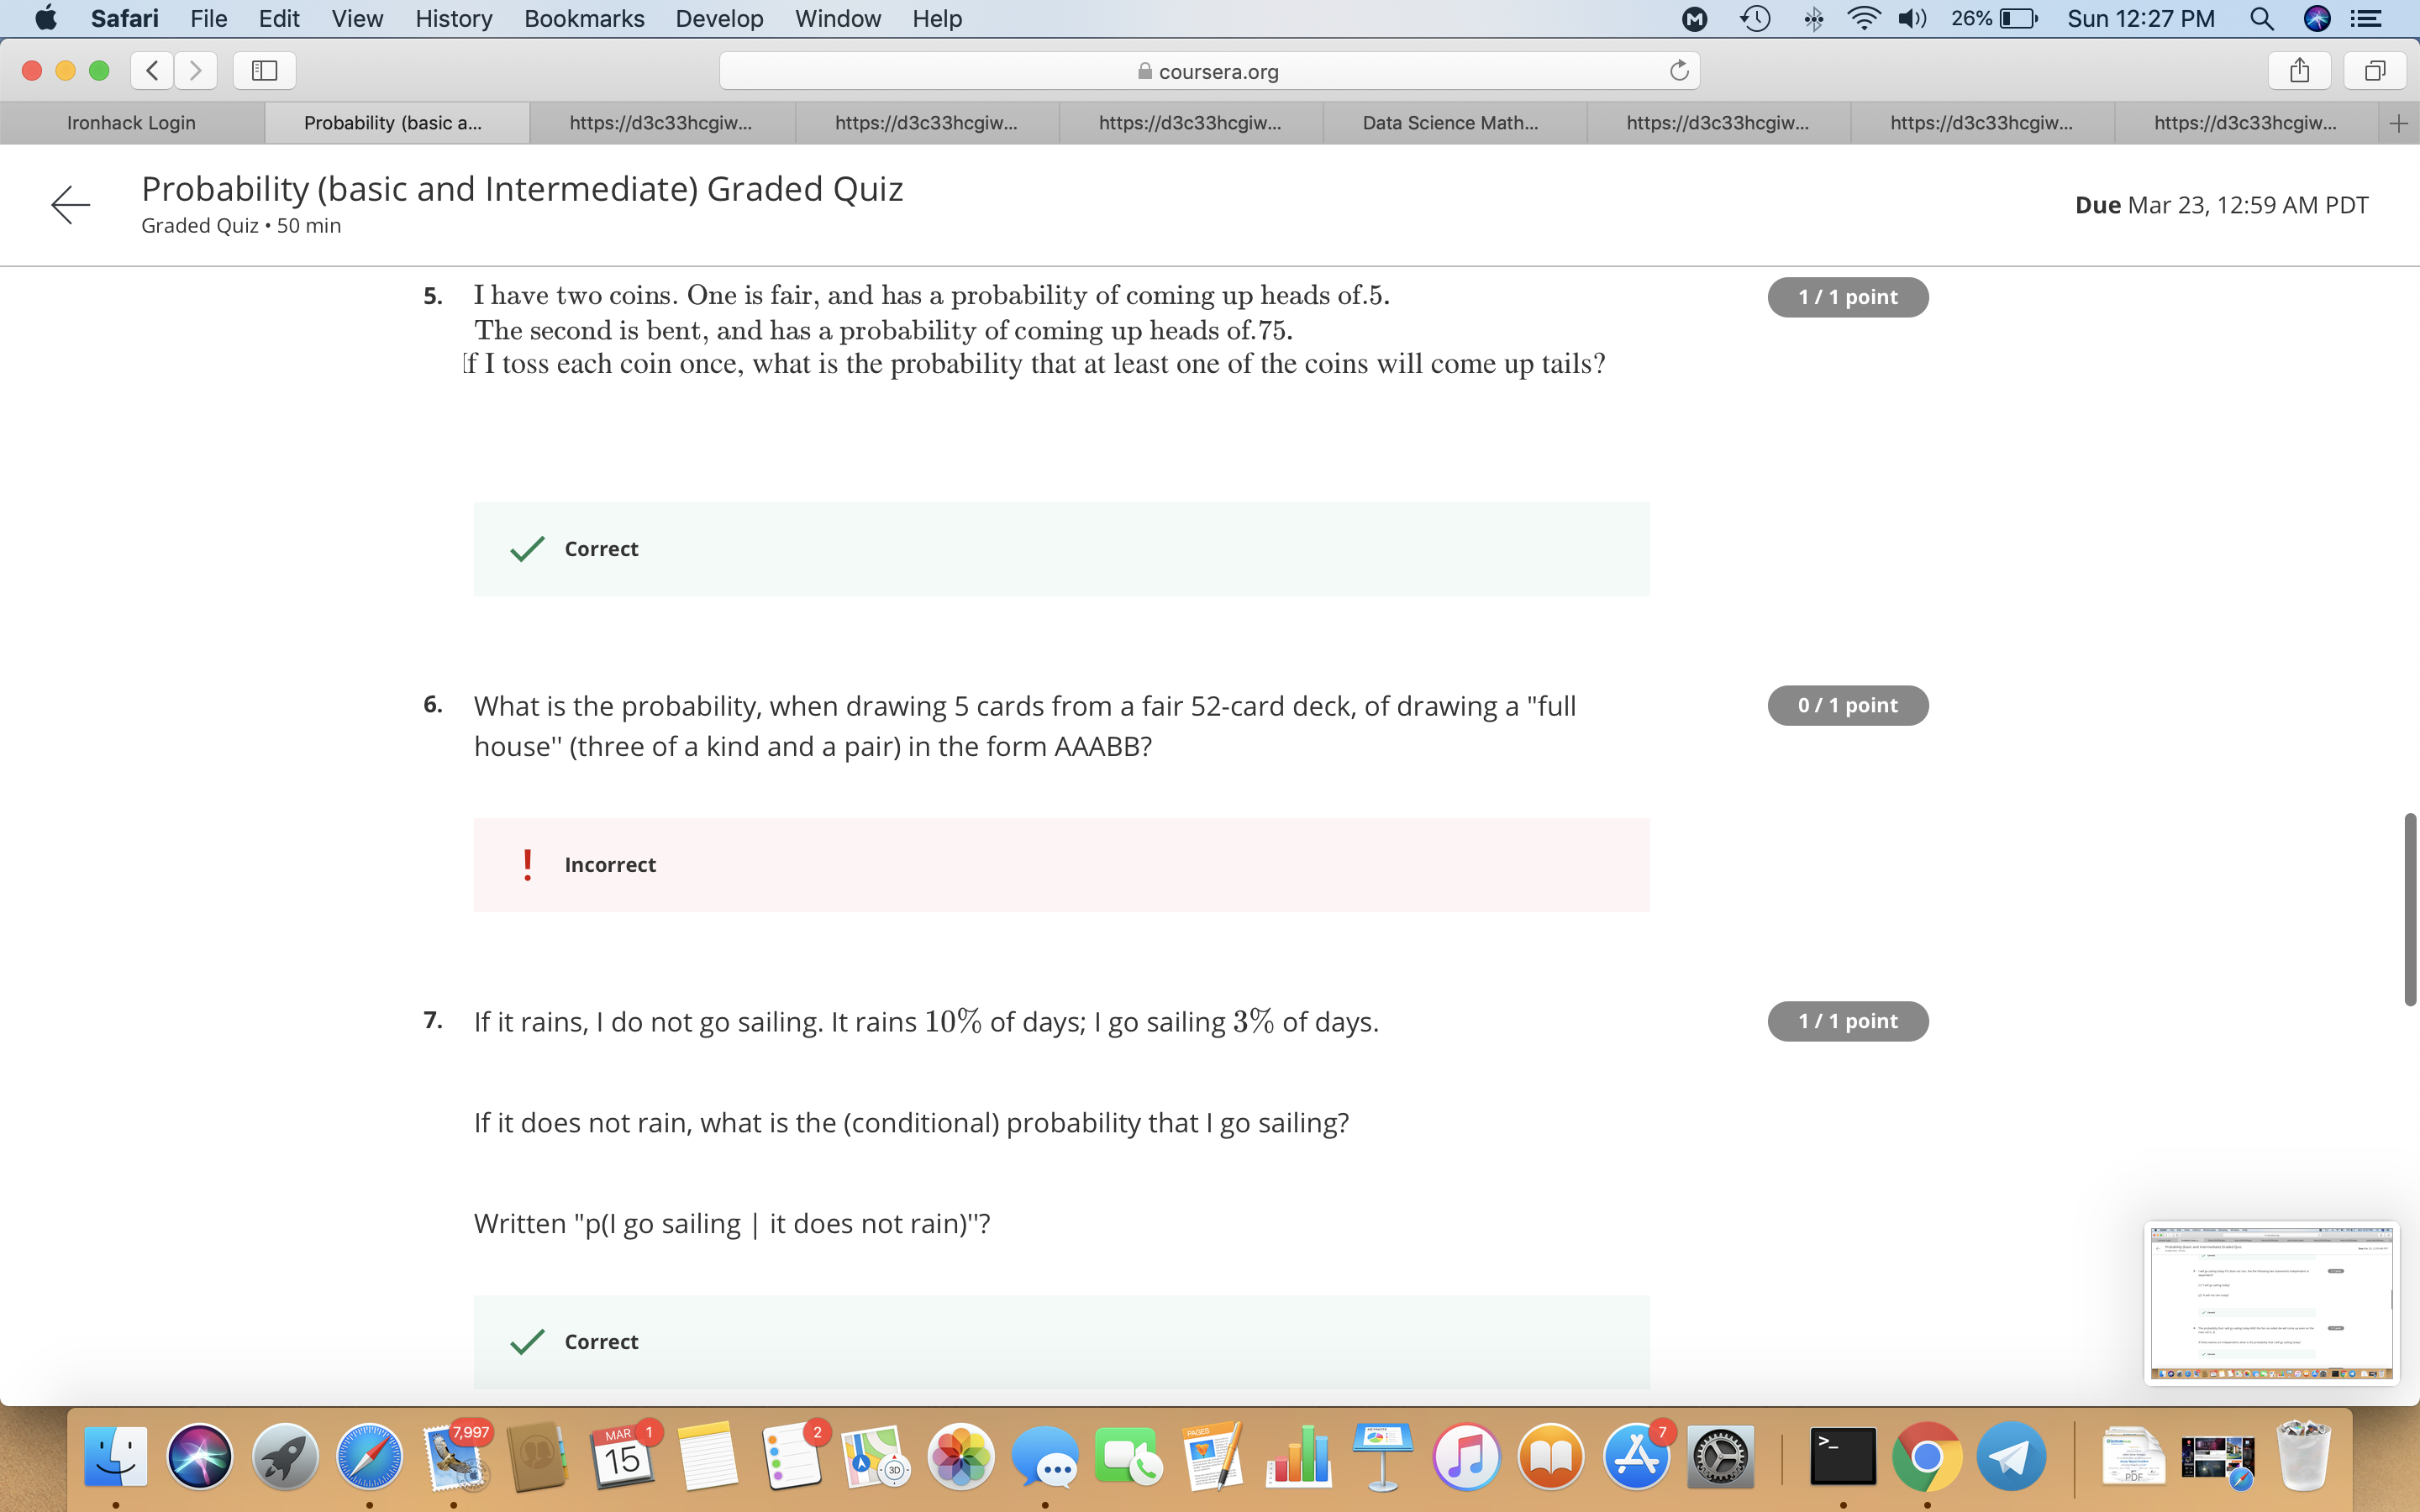 Safari File Edit View History Bookmarks Develop Window Help 26% Sun 12:27 PM
coursera.org
Ironhack Login Probability (basic a... https://d3c33hcgiw... https://d3c33hcgiw... https://d3c33hcgiw... Data Science Math... https://d3c33hcgiw... https://d3c33hcgiw... https://d3c33hcgiw...
Probability (basic and Intermediate) Graded Quiz
Graded Quiz • 50 min
Due Mar 23, 12:59 AM PDT
5. I have two coins. One is fair, and has a probability of coming up heads of.5. 1 / 1 point
The second is bent, and has a probability of coming up heads of.75.
If I toss each coin once, what is the probability that at least one of the coins will come up tails?
Correct
6. What is the probability, when drawing 5 cards from a fair 52-card deck, of drawing a "full 0 / 1 point
house'' (three of a kind and a pair) in the form AAABB?
Incorrect
7. If it rains, I do not go sailing. It rains 10% of days; I go sailing 3% of days. 1 / 1 point
If it does not rain, what is the (conditional) probability that I go sailing?
Written "p(I go sailing | it does not rain)''?
Correct
7,997 MAR 1 15 2 3D PAGES 7 >_ PDF